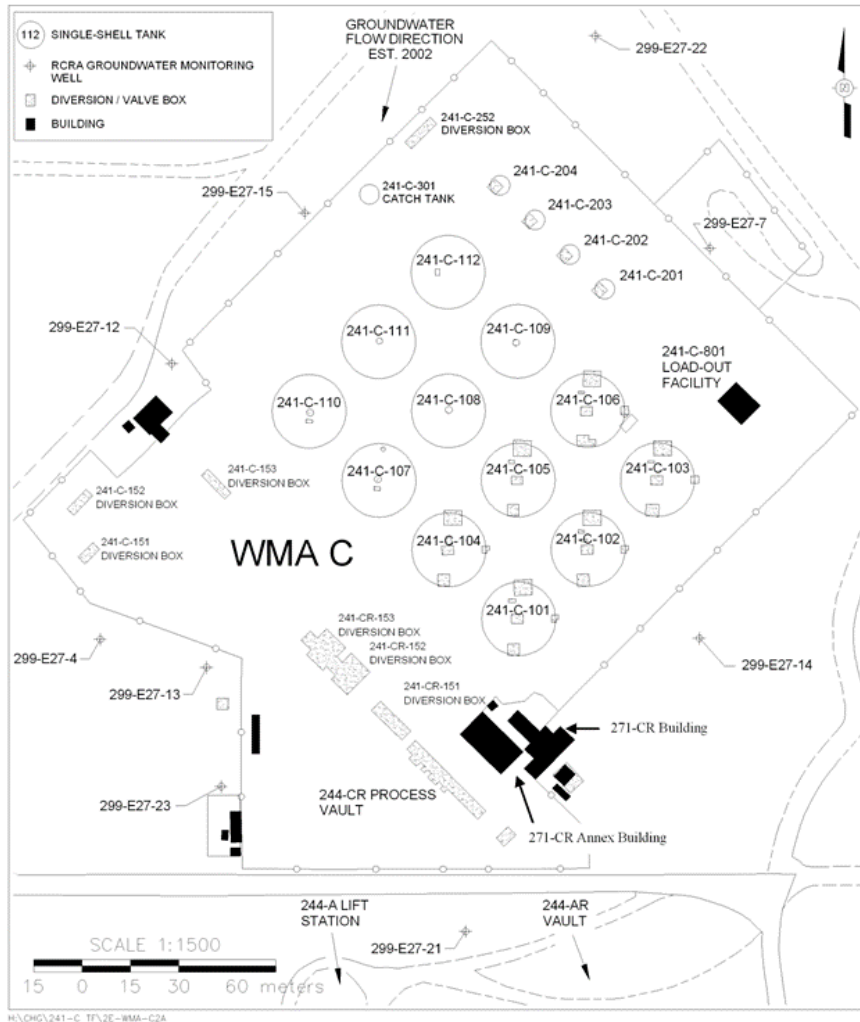 112 SINGLE-SHELL TANK
RCRA GROUNDWATER MONITORING
WELL
DIVERSION / VALVE BOX
BUILDING
GROUNDWATER
FLOW DIRECTION
EST. 2002
299-E27-22
241-C-252
DIVERSION BOX
241-C-204
241-C-301
CATCH TANK
299-E27-15
241-C-203
299-E27-7
241-C-202
241-C-112
241-C-201
299-E27-12
241-C-111
241-C-109
241-C-801
LOAD-OUT
FACILITY
241-C-110
241-C-108
241-C-106
241-C-153
DIVERSION BOX
241-C-107
241-C-105
241-C-103
241-C-152
DIVERSION BOX
241-C-151
DIVERSION BOX
WMA C
241-C-104
241-C-102
241-C-101
241-CR-153
DIVERSION BOX
241-CR-152
DIVERSION BOX
299-E27-4
299-E27-14
299-E27-13
241-CR-151
DIVERSION BOX
271-CR Building
299-E27-23
244-CR PROCESS
VAULT
271-CR Annex Building
244-A LIFT
STATION
244-AR
VAULT
299-E27-21
SCALE 1:1500
15 0 15 30 60 meters
H:\CHG\241-C_TF\2E-WMA-C2A